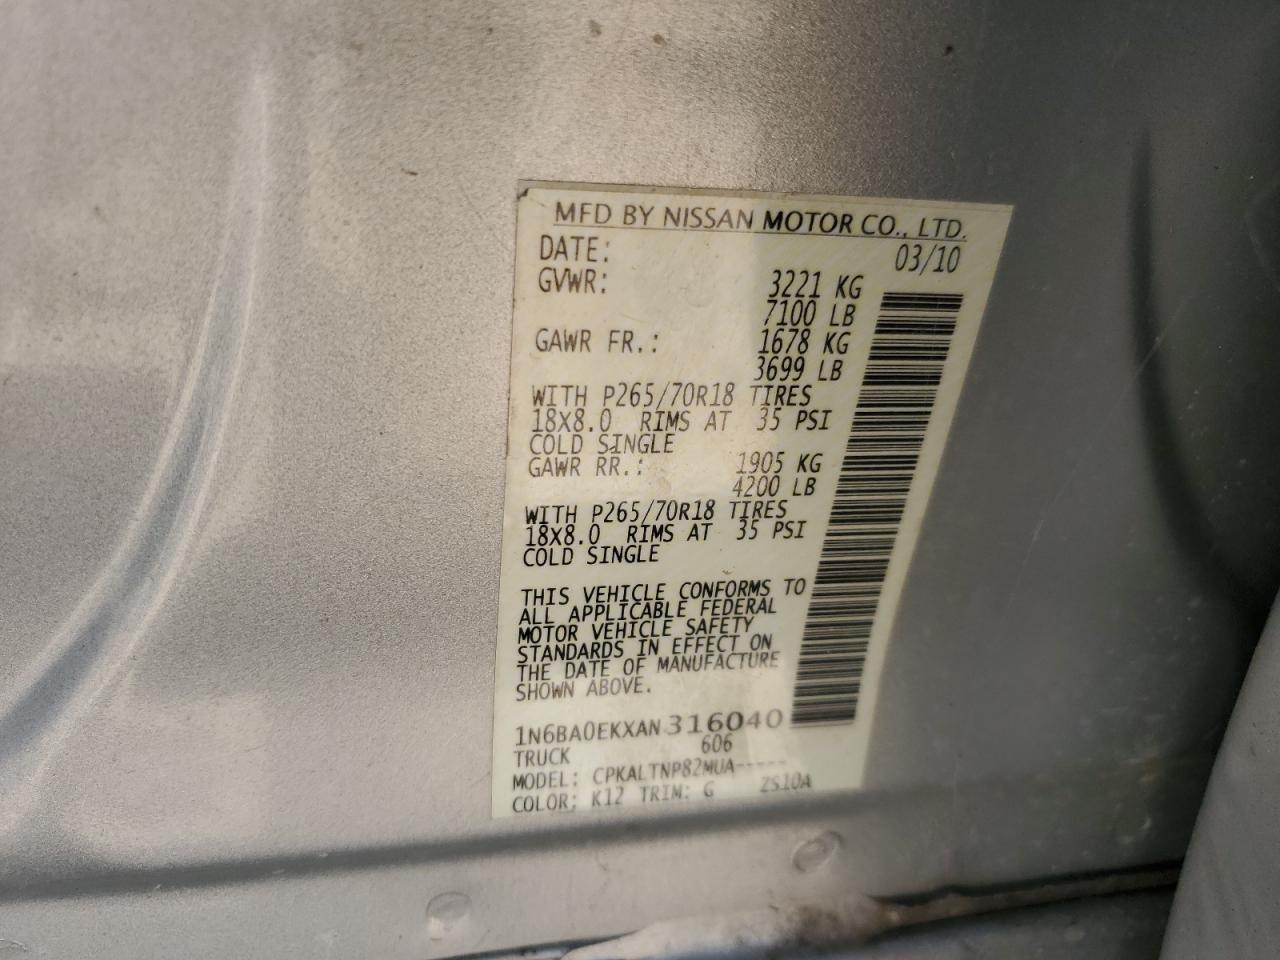 MFD BY NISSAN MOTOR CO., LTD.
DATE: 03/10
GVWR: 3221 KG
7100 LB
GAWR FR.: 1678 KG
3699 LB
WITH P265/70R18 TIRES
18X8.0 RIMS AT 35 PSI
COLD SINGLE
GAWR RR.: 1905 KG
4200 LB
WITH P265/70R18 TIRES
18X8.0 RIMS AT 35 PSI
COLD SINGLE
THIS VEHICLE CONFORMS TO
ALL APPLICABLE FEDERAL
MOTOR VEHICLE SAFETY
STANDARDS IN EFFECT ON
THE DATE OF MANUFACTURE
SHOWN ABOVE.
1N6BA0EKXAN316040
TRUCK 606
MODEL: CPKALTNP82MUA-----
COLOR: K12 TRIM: G ZS10A